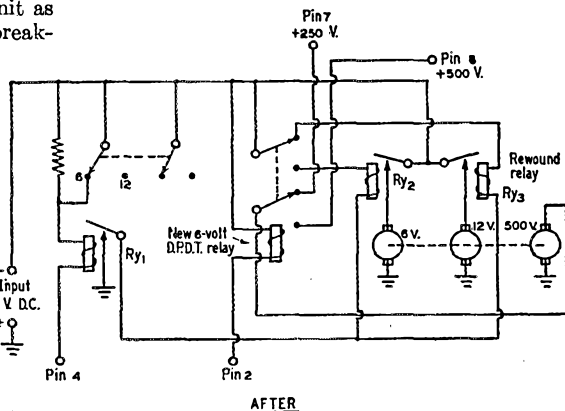 nit as
break-
Pin 7
+250 V.
Pin 8
+500 V.
6
12
Ry2
Rewound
relay
Ry3
New 6-volt
D.P.D.T. relay
6 V.
12 V.
500 V.
Ry1
Input
V. D.C.
+
Pin 4
Pin 2
AFTER